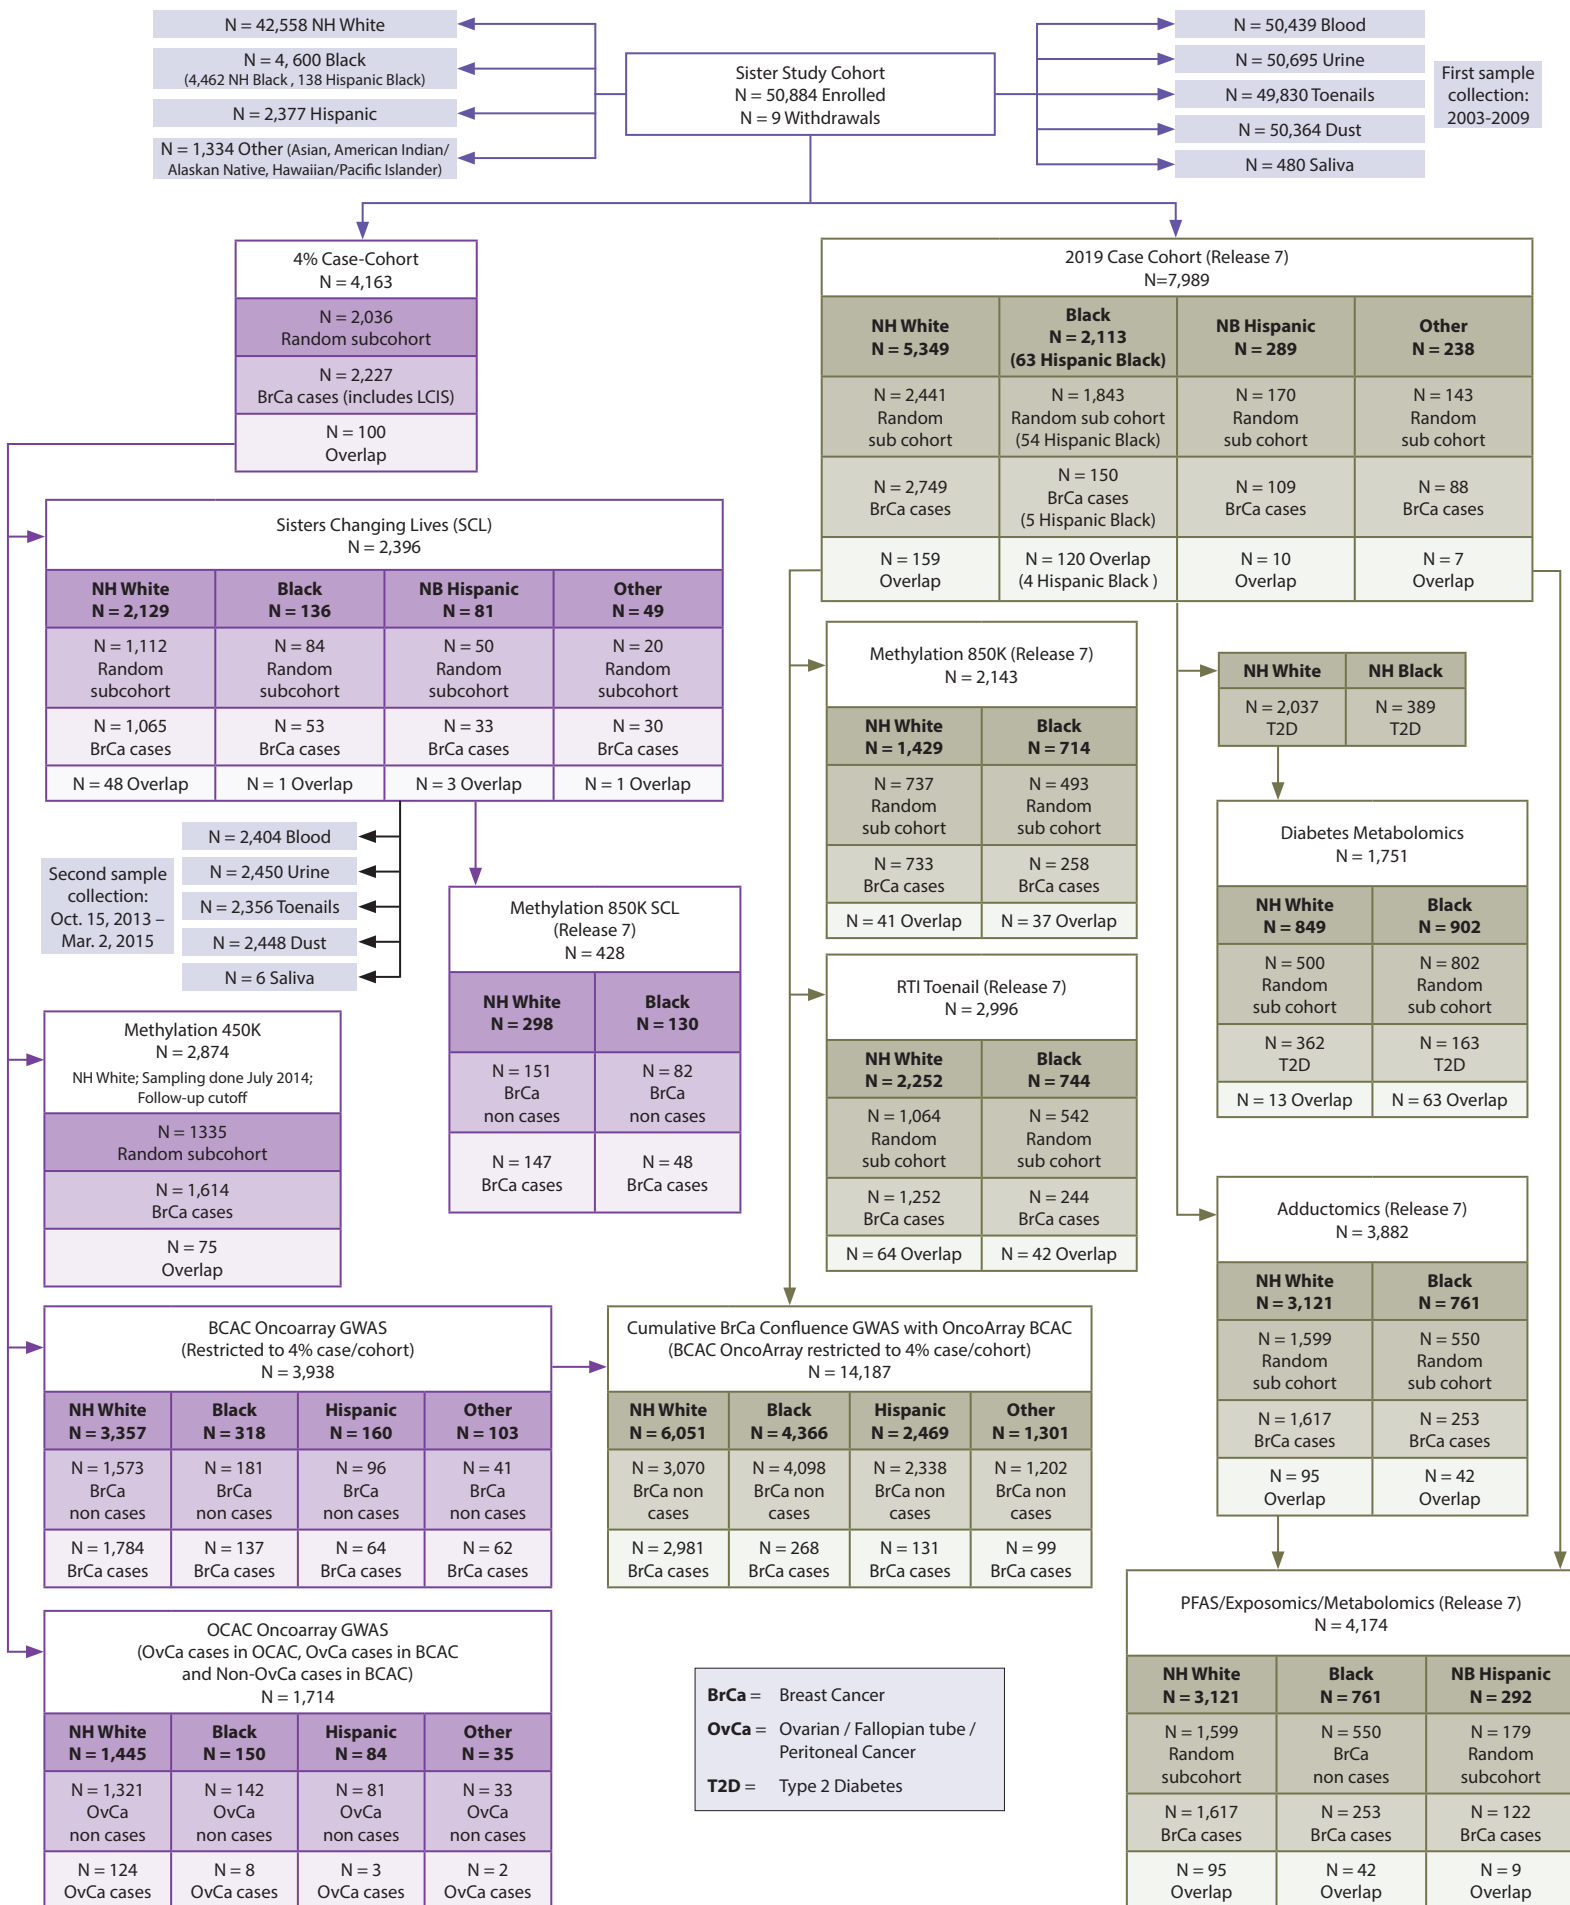 N = 42,558 NH White
N = 4, 600 Black
(4,462 NH Black , 138 Hispanic Black)
N = 2,377 Hispanic
N = 1,334 Other (Asian, American Indian/
Alaskan Native, Hawaiian/Pacific Islander)
Sister Study Cohort
N = 50,884 Enrolled
N = 9 Withdrawals
N = 50,439 Blood
N = 50,695 Urine
N = 49,830 Toenails
N = 50,364 Dust
N = 480 Saliva
First sample
collection:
2003-2009
4% Case-Cohort
N = 4,163
N = 2,036
Random subcohort
N = 2,227
BrCa cases (includes LCIS)
N = 100
Overlap
2019 Case Cohort (Release 7)
N=7,989
NH White
N = 5,349
Black
N = 2,113
(63 Hispanic Black)
NB Hispanic
N = 289
Other
N = 238
N = 2,441
Random
sub cohort
N = 1,843
Random sub cohort
(54 Hispanic Black)
N = 170
Random
sub cohort
N = 143
Random
sub cohort
N = 2,749
BrCa cases
N = 150
BrCa cases
(5 Hispanic Black)
N = 109
BrCa cases
N = 88
BrCa cases
N = 159
Overlap
N = 120 Overlap
(4 Hispanic Black )
N = 10
Overlap
N = 7
Overlap
Sisters Changing Lives (SCL)
N = 2,396
NH White
N = 2,129
Black
N = 136
NB Hispanic
N = 81
Other
N = 49
N = 1,112
Random
subcohort
N = 84
Random
subcohort
N = 50
Random
subcohort
N = 20
Random
subcohort
N = 1,065
BrCa cases
N = 53
BrCa cases
N = 33
BrCa cases
N = 30
BrCa cases
N = 48 Overlap
N = 1 Overlap
N = 3 Overlap
N = 1 Overlap
Second sample
collection:
Oct. 15, 2013 –
Mar. 2, 2015
N = 2,404 Blood
N = 2,450 Urine
N = 2,356 Toenails
N = 2,448 Dust
N = 6 Saliva
Methylation 850K SCL
(Release 7)
N = 428
NH White
N = 298
Black
N = 130
N = 151
BrCa
non cases
N = 82
BrCa
non cases
N = 147
BrCa cases
N = 48
BrCa cases
Methylation 850K (Release 7)
N = 2,143
NH White
N = 1,429
Black
N = 714
N = 737
Random
sub cohort
N = 493
Random
sub cohort
N = 733
BrCa cases
N = 258
BrCa cases
N = 41 Overlap
N = 37 Overlap
NH White
NH Black
N = 2,037
T2D
N = 389
T2D
Diabetes Metabolomics
N = 1,751
NH White
N = 849
Black
N = 902
N = 500
Random
sub cohort
N = 802
Random
sub cohort
N = 362
T2D
N = 163
T2D
N = 13 Overlap
N = 63 Overlap
RTI Toenail (Release 7)
N = 2,996
NH White
N = 2,252
Black
N = 744
N = 1,064
Random
sub cohort
N = 542
Random
sub cohort
N = 1,252
BrCa cases
N = 244
BrCa cases
N = 64 Overlap
N = 42 Overlap
Methylation 450K
N = 2,874
NH White; Sampling done July 2014;
Follow-up cutoff
N = 1335
Random subcohort
N = 1,614
BrCa cases
N = 75
Overlap
Adductomics (Release 7)
N = 3,882
NH White
N = 3,121
Black
N = 761
N = 1,599
Random
sub cohort
N = 550
Random
sub cohort
N = 1,617
BrCa cases
N = 253
BrCa cases
N = 95
Overlap
N = 42
Overlap
BCAC Oncoarray GWAS
(Restricted to 4% case/cohort)
N = 3,938
NH White
N = 3,357
Black
N = 318
Hispanic
N = 160
Other
N = 103
N = 1,573
BrCa
non cases
N = 181
BrCa
non cases
N = 96
BrCa
non cases
N = 41
BrCa
non cases
N = 1,784
BrCa cases
N = 137
BrCa cases
N = 64
BrCa cases
N = 62
BrCa cases
Cumulative BrCa Confluence GWAS with OncoArray BCAC
(BCAC OncoArray restricted to 4% case/cohort)
N = 14,187
NH White
N = 6,051
Black
N = 4,366
Hispanic
N = 2,469
Other
N = 1,301
N = 3,070
BrCa non
cases
N = 4,098
BrCa non
cases
N = 2,338
BrCa non
cases
N = 1,202
BrCa non
cases
N = 2,981
BrCa cases
N = 268
BrCa cases
N = 131
BrCa cases
N = 99
BrCa cases
OCAC Oncoarray GWAS
(OvCa cases in OCAC, OvCa cases in BCAC
and Non-OvCa cases in BCAC)
N = 1,714
NH White
N = 1,445
Black
N = 150
Hispanic
N = 84
Other
N = 35
N = 1,321
OvCa
non cases
N = 142
OvCa
non cases
N = 81
OvCa
non cases
N = 33
OvCa
non cases
N = 124
OvCa cases
N = 8
OvCa cases
N = 3
OvCa cases
N = 2
OvCa cases
BrCa = Breast Cancer
OvCa = Ovarian / Fallopian tube /
Peritoneal Cancer
T2D = Type 2 Diabetes
PFAS/Exposomics/Metabolomics (Release 7)
N = 4,174
NH White
N = 3,121
Black
N = 761
NB Hispanic
N = 292
N = 1,599
Random
subcohort
N = 550
BrCa
non cases
N = 179
Random
subcohort
N = 1,617
BrCa cases
N = 253
BrCa cases
N = 122
BrCa cases
N = 95
Overlap
N = 42
Overlap
N = 9
Overlap